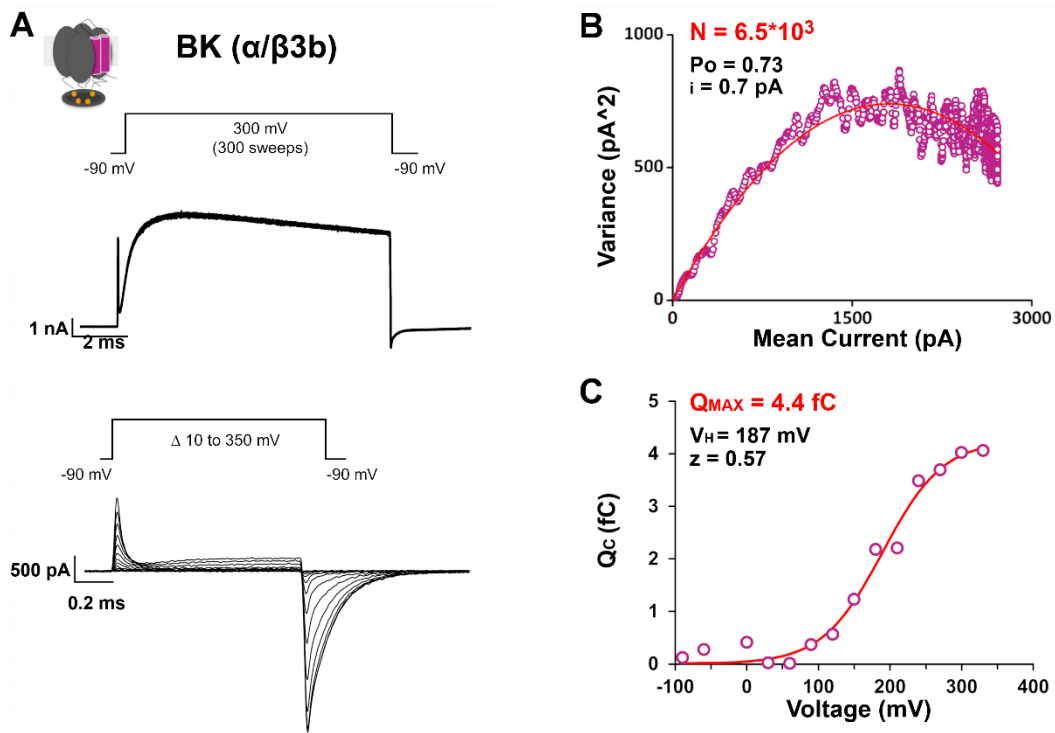 A
BK (α/β3b)
300 mV
(300 sweeps)
-90 mV
-90 mV
1 nA
2 ms
Δ 10 to 350 mV
-90 mV
-90 mV
500 pA
0.2 ms
B
N = 6.5*10³
Po = 0.73
i = 0.7 pA
1000
500
0
0
1500
3000
Variance (pA^2)
Mean Current (pA)
C
QMAX = 4.4 fC
VH = 187 mV
z = 0.57
5
4
3
2
1
0
-100
0
100
200
300
400
QC (fC)
Voltage (mV)